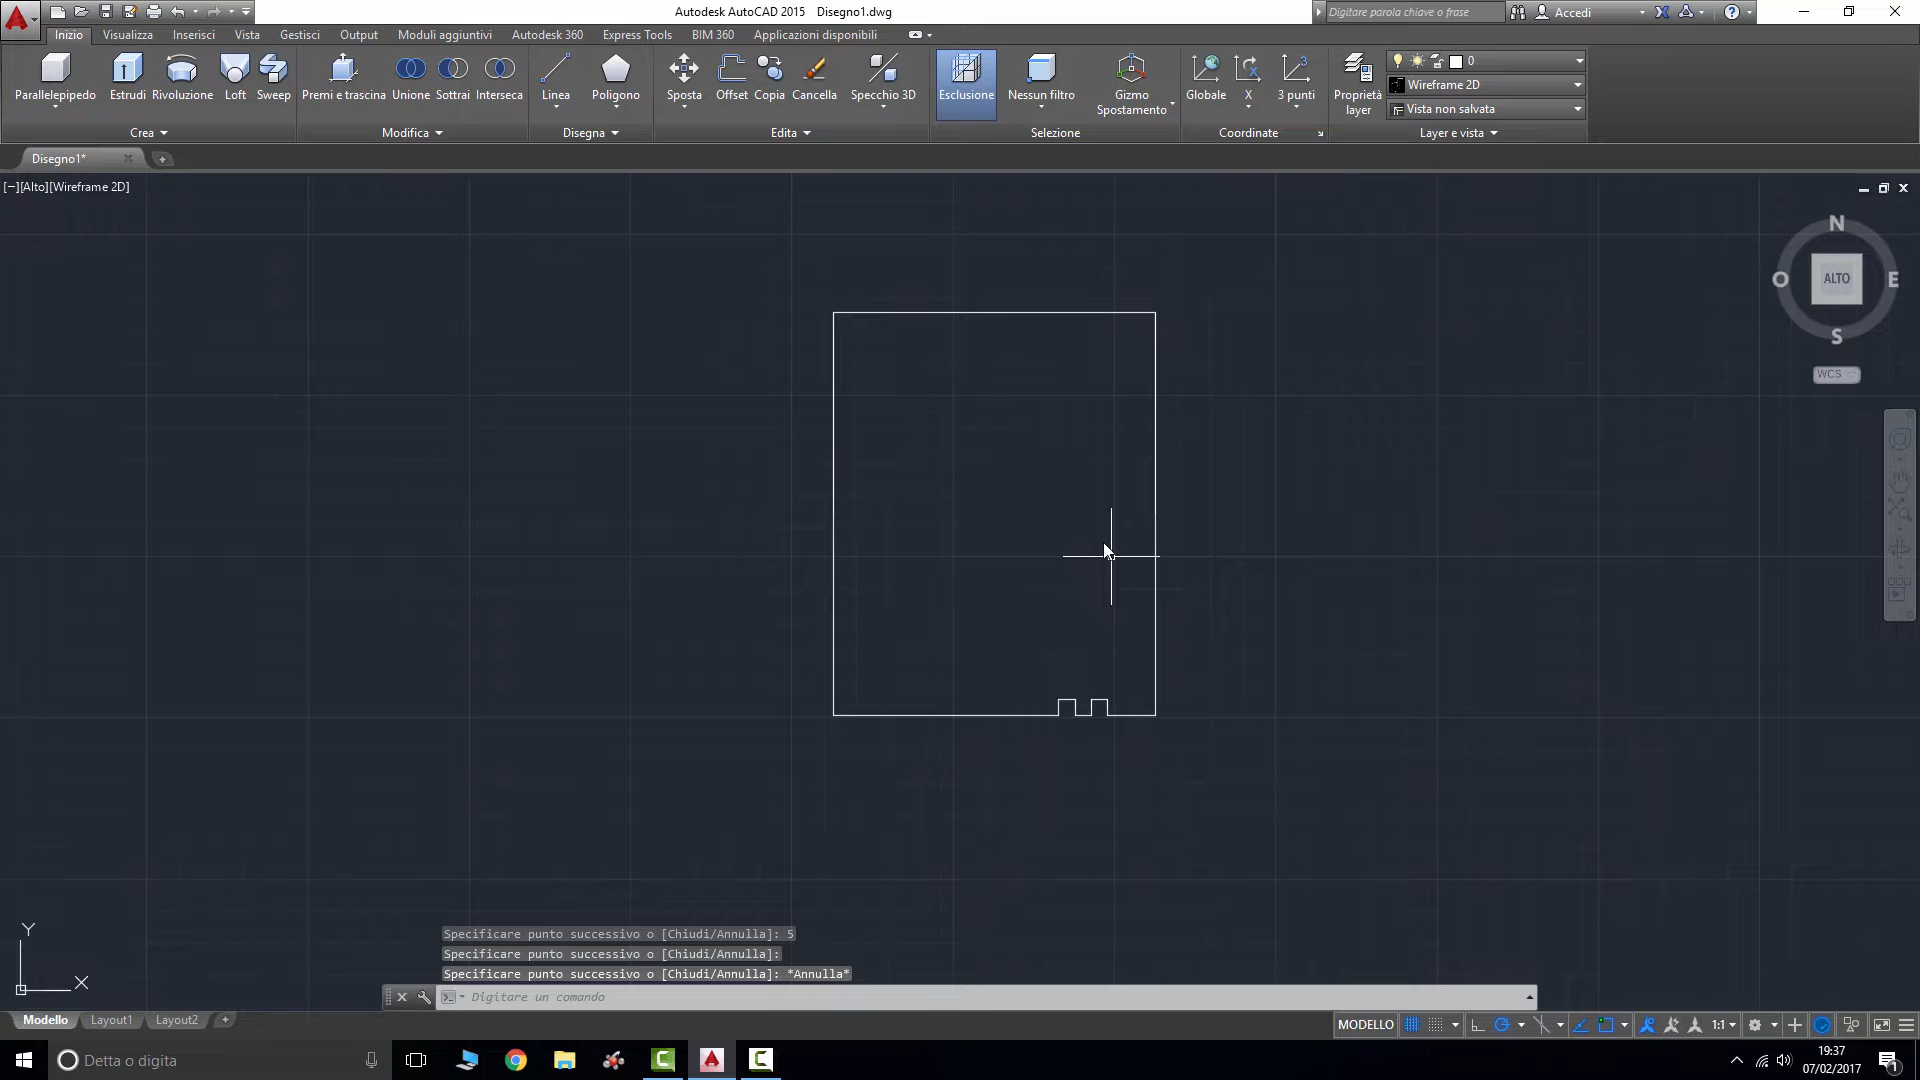 Autodesk AutoCAD 2015 Disegno1.dwg
Digitare parola chiave o frase
Accedi
Inizio Visualizza Inserisci Vista Gestisci Output Moduli aggiuntivi Autodesk 360 Express Tools BIM 360 Applicazioni disponibili
Parallelepipedo Estrudi Rivoluzione Loft Sweep
Premi e trascina Unione Sottrai Interseca
Linea Poligono
Sposta Offset Copia Cancella Specchio 3D
Esclusione Nessun filtro Gizmo
Spostamento
Globale X 3 punti
Proprietà
layer
0
Wireframe 2D
Vista non salvata
Crea Modifica Disegna Edita Selezione Coordinate Layer e vista
Disegno1*
[−][Alto][Wireframe 2D]
N
O ALTO E
S
WCS
Y
X
Specificare punto successivo o [Chiudi/Annulla]: 5
Specificare punto successivo o [Chiudi/Annulla]:
Specificare punto successivo o [Chiudi/Annulla]: *Annulla*
Digitare un comando
Modello Layout1 Layout2
MODELLO
1:1
Detta o digita
19:37
07/02/2017
1